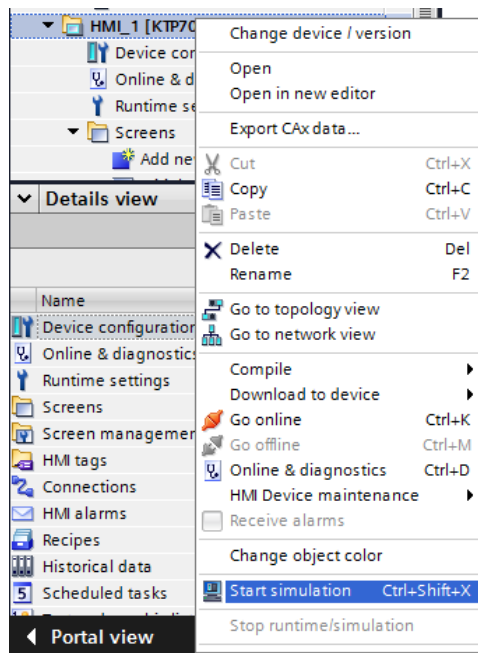 HMI_1 [KTP70
Device cor
Online & d
Runtime se
Screens
Add ne
Details view
Name
Device configuration
Online & diagnostics
Runtime settings
Screens
Screen managemer
HMI tags
Connections
HMI alarms
Recipes
Historical data
Scheduled tasks
Portal view
Change device / version
Open
Open in new editor
Export CAx data...
Cut Ctrl+X
Copy Ctrl+C
Paste Ctrl+V
Delete Del
Rename F2
Go to topology view
Go to network view
Compile
Download to device
Go online Ctrl+K
Go offline Ctrl+M
Online & diagnostics Ctrl+D
HMI Device maintenance
Receive alarms
Change object color
Start simulation Ctrl+Shift+X
Stop runtime/simulation